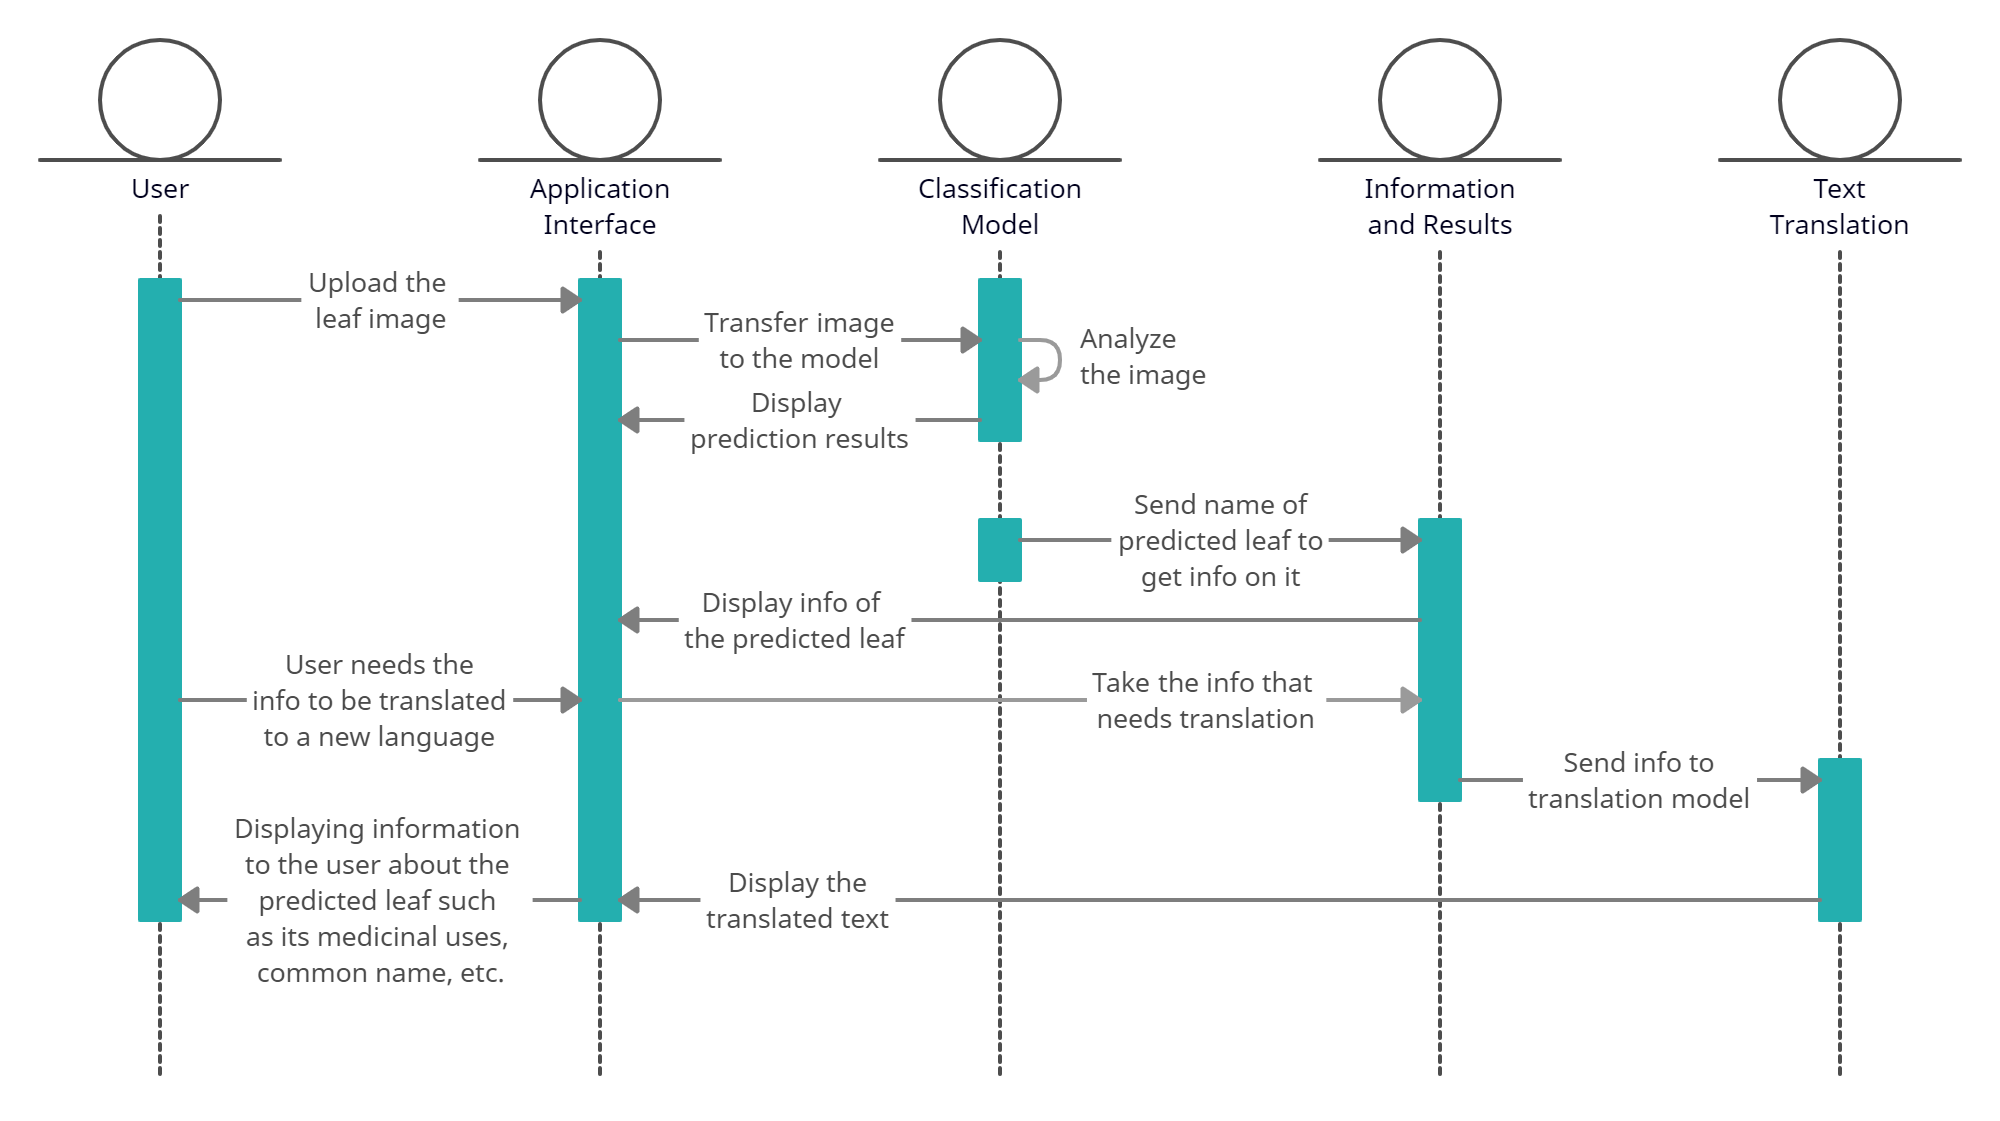 User
Application
Interface
Classification
Model
Information
and Results
Text
Translation
Upload the
leaf image
Transfer image
to the model
Analyze
the image
Display
prediction results
Send name of
predicted leaf to
get info on it
Display info of
the predicted leaf
User needs the
info to be translated
to a new language
Take the info that
needs translation
Send info to
translation model
Displaying information
to the user about the
predicted leaf such
as its medicinal uses,
common name, etc.
Display the
translated text